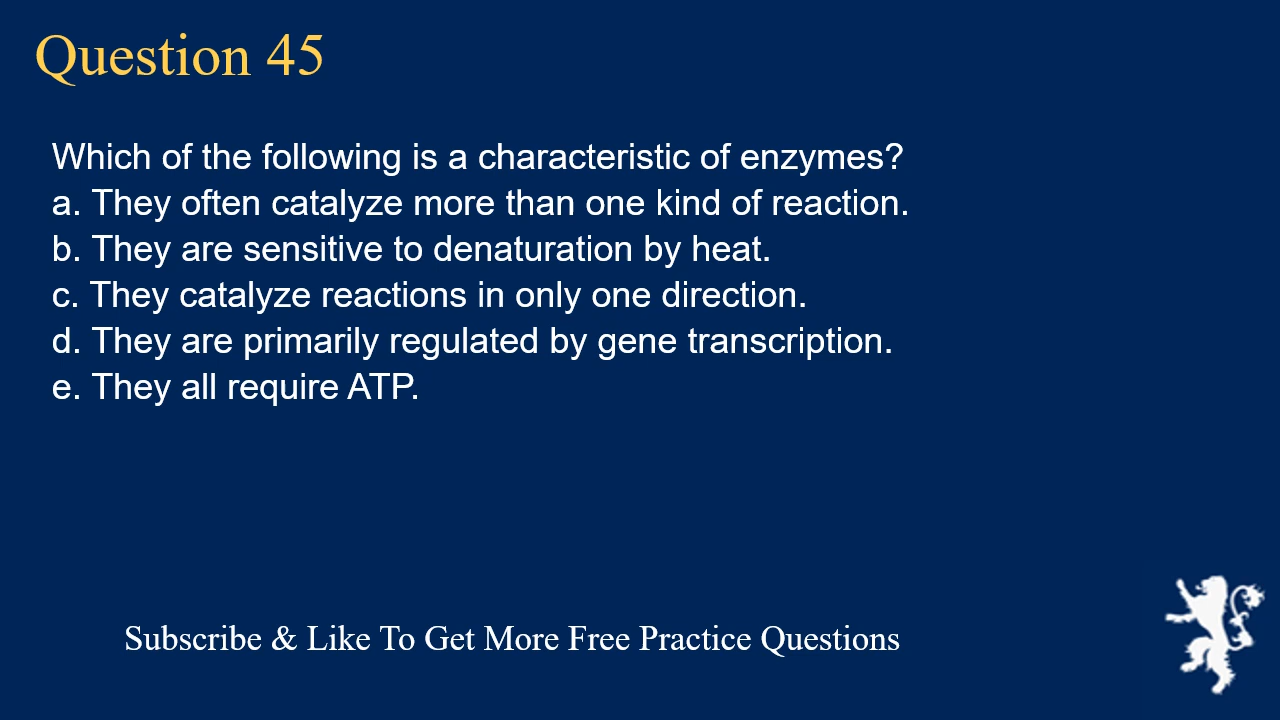 Question 45
Which of the following is a characteristic of enzymes?
a. They often catalyze more than one kind of reaction.
b. They are sensitive to denaturation by heat.
c. They catalyze reactions in only one direction.
d. They are primarily regulated by gene transcription.
e. They all require ATP.
Subscribe & Like To Get More Free Practice Questions